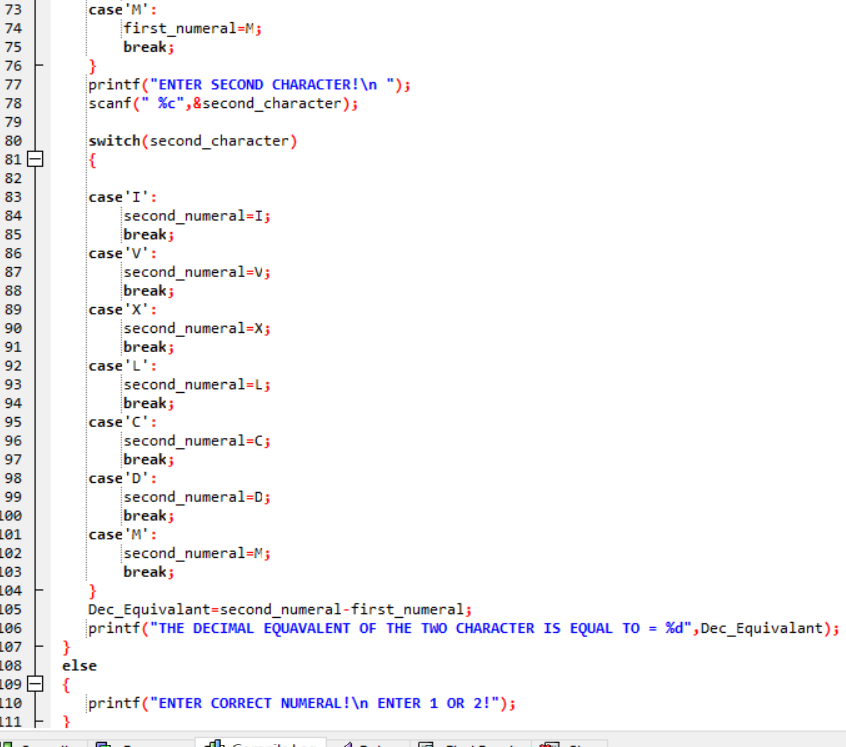 73 case'M':
74 first_numeral=M;
75 break;
76 }
77 printf("ENTER SECOND CHARACTER!\n ");
78 scanf(" %c",&second_character);
79
80 switch(second_character)
81 {
82
83 case'I':
84 second_numeral=I;
85 break;
86 case'V':
87 second_numeral=V;
88 break;
89 case'X':
90 second_numeral=X;
91 break;
92 case'L':
93 second_numeral=L;
94 break;
95 case'C':
96 second_numeral=C;
97 break;
98 case'D':
99 second_numeral=D;
100 break;
101 case'M':
102 second_numeral=M;
103 break;
104 }
105 Dec_Equivalant=second_numeral-first_numeral;
106 printf("THE DECIMAL EQUAVALENT OF THE TWO CHARACTER IS EQUAL TO = %d",Dec_Equivalant);
107 }
108 else
109 {
110 printf("ENTER CORRECT NUMERAL!\n ENTER 1 OR 2!");
111 }